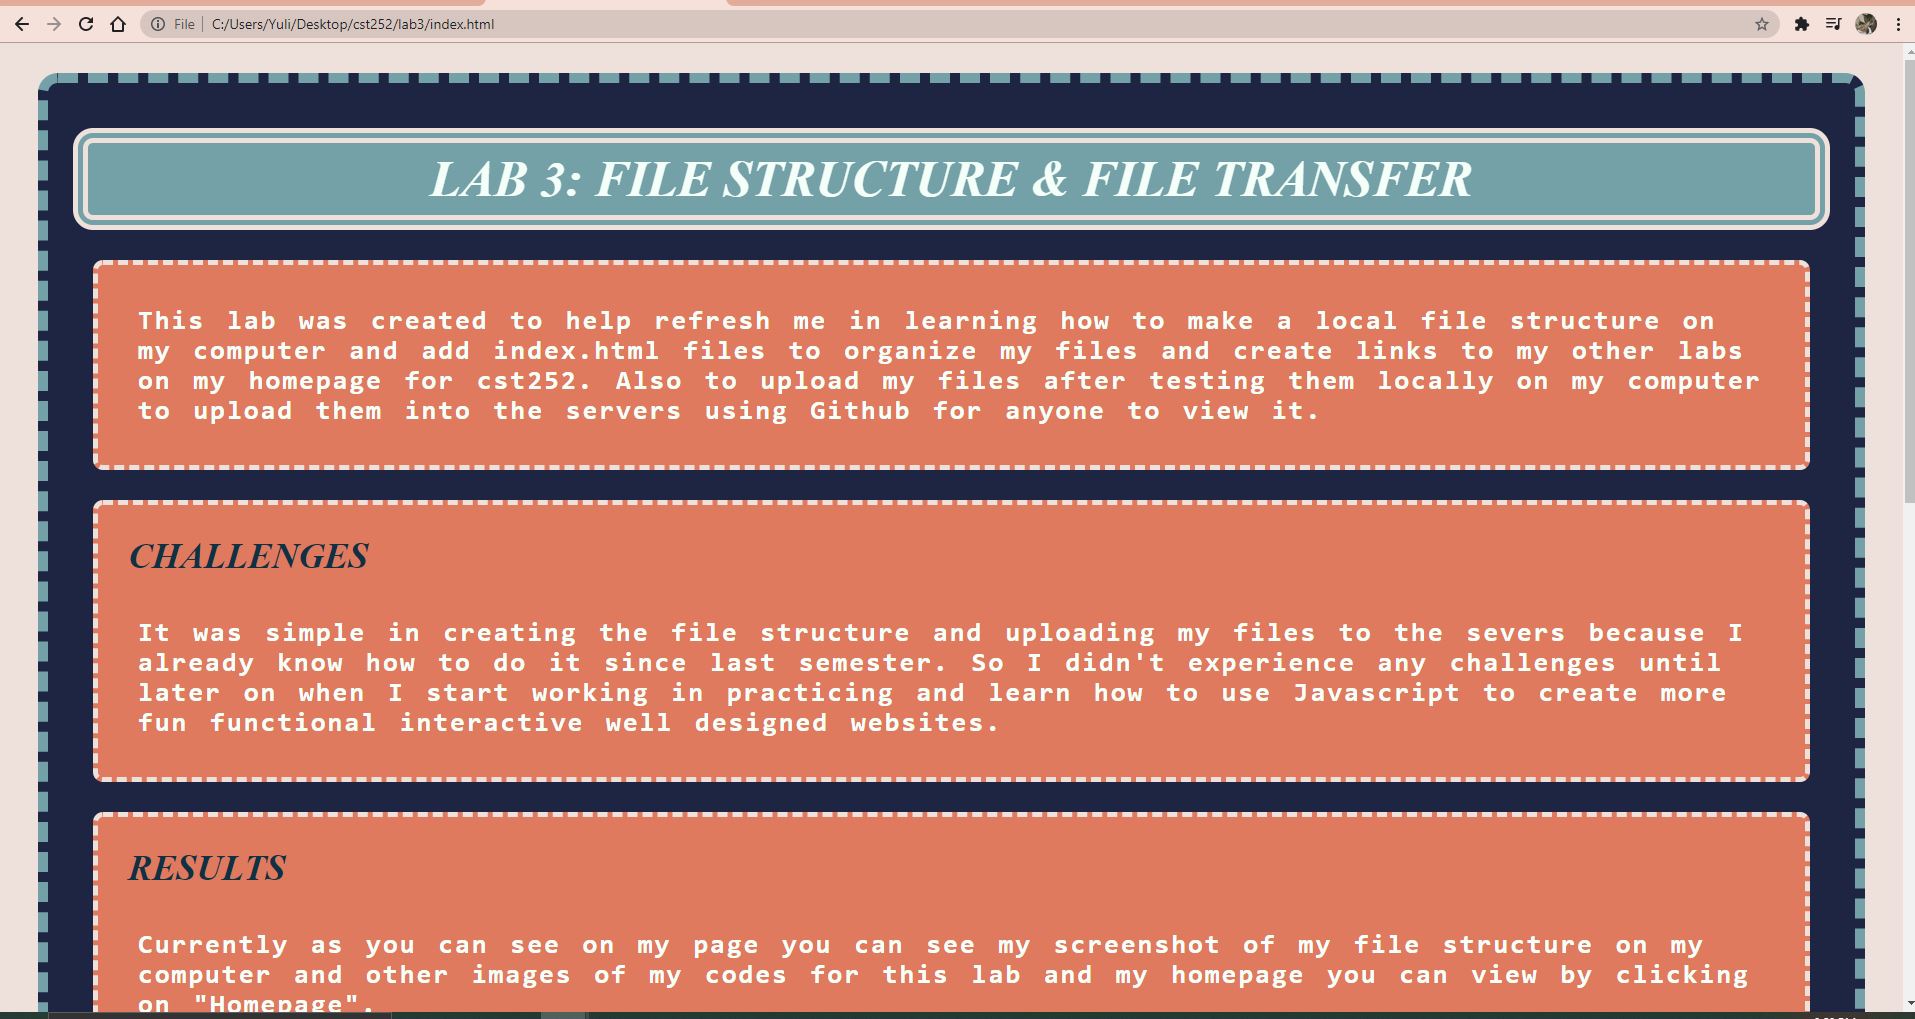 File
C:/Users/Yuli/Desktop/cst252/lab3/index.html
LAB 3: FILE STRUCTURE & FILE TRANSFER
This lab was created to help refresh me in learning how to make a local file structure on
my computer and add index.html files to organize my files and create links to my other labs
on my homepage for cst252. Also to upload my files after testing them locally on my computer
to upload them into the servers using Github for anyone to view it.
CHALLENGES
It was simple in creating the file structure and uploading my files to the severs because I
already know how to do it since last semester. So I didn't experience any challenges until
later on when I start working in practicing and learn how to use Javascript to create more
fun functional interactive well designed websites.
RESULTS
Currently as you can see on my page you can see my screenshot of my file structure on my
computer and other images of my codes for this lab and my homepage you can view by clicking
on "Homepage".